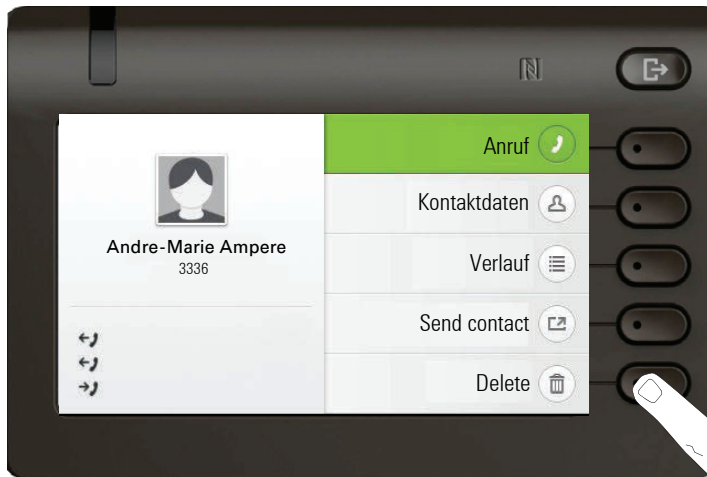 Andre-Marie Ampere
3336
Anruf
Kontaktdaten
Verlauf
Send contact
Delete